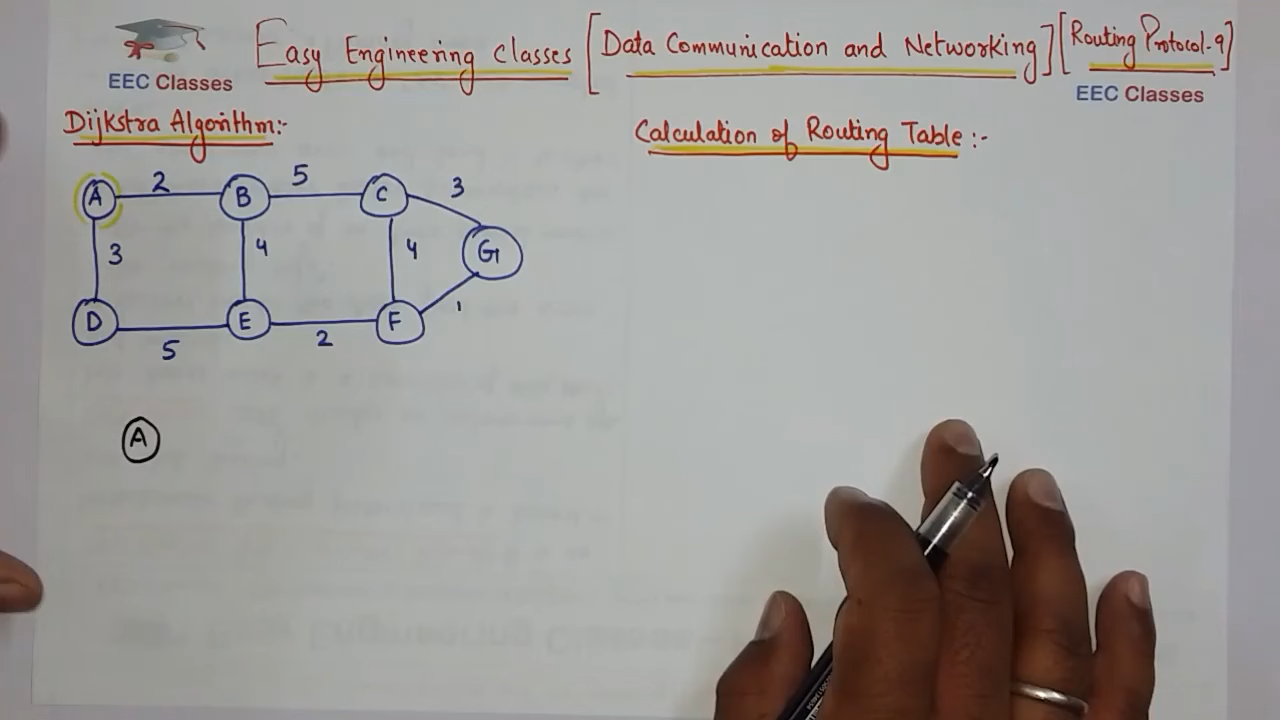 Easy Engineering Classes [Data Communication and Networking] [Routing Protocol-9]
EEC Classes
EEC Classes
Dijkstra Algorithm:-
Calculation of Routing Table :-
A 2 B 5 C 3
3 4 4 G
D E F 1
5 2
A